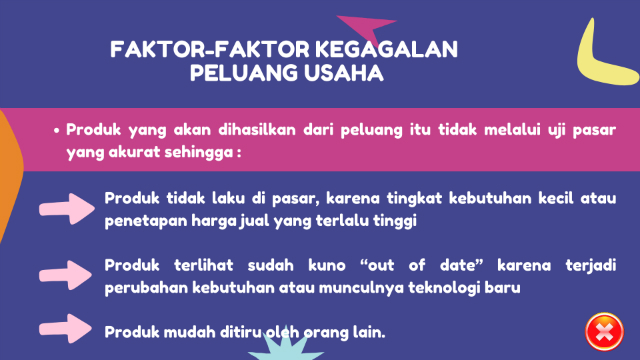 FAKTOR-FAKTOR KEGAGALAN
PELUANG USAHA
• Produk yang akan dihasilkan dari peluang itu tidak melalui uji pasar
yang akurat sehingga :
Produk tidak laku di pasar, karena tingkat kebutuhan kecil atau
penetapan harga jual yang terlalu tinggi
Produk terlihat sudah kuno “out of date” karena terjadi
perubahan kebutuhan atau munculnya teknologi baru
Produk mudah ditiru oleh orang lain.